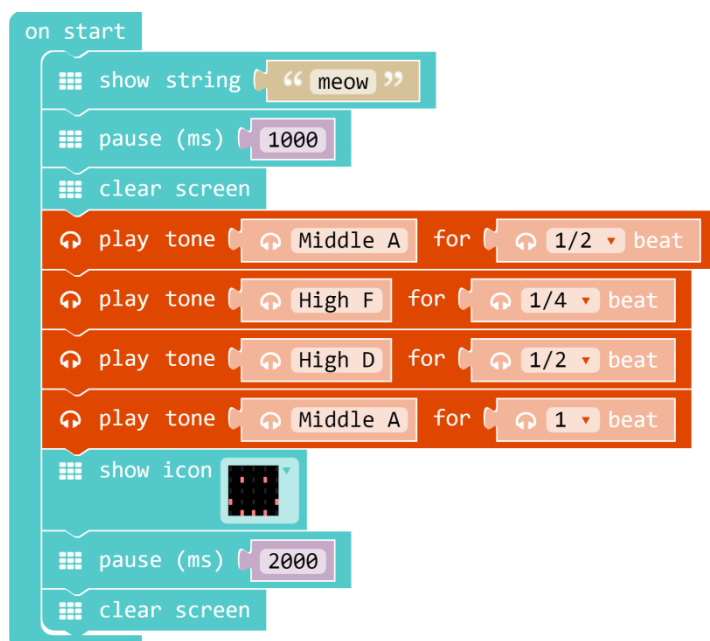 on start
show string “ meow ”
pause (ms) 1000
clear screen
play tone Middle A for 1/2 beat
play tone High F for 1/4 beat
play tone High D for 1/2 beat
play tone Middle A for 1 beat
show icon
pause (ms) 2000
clear screen